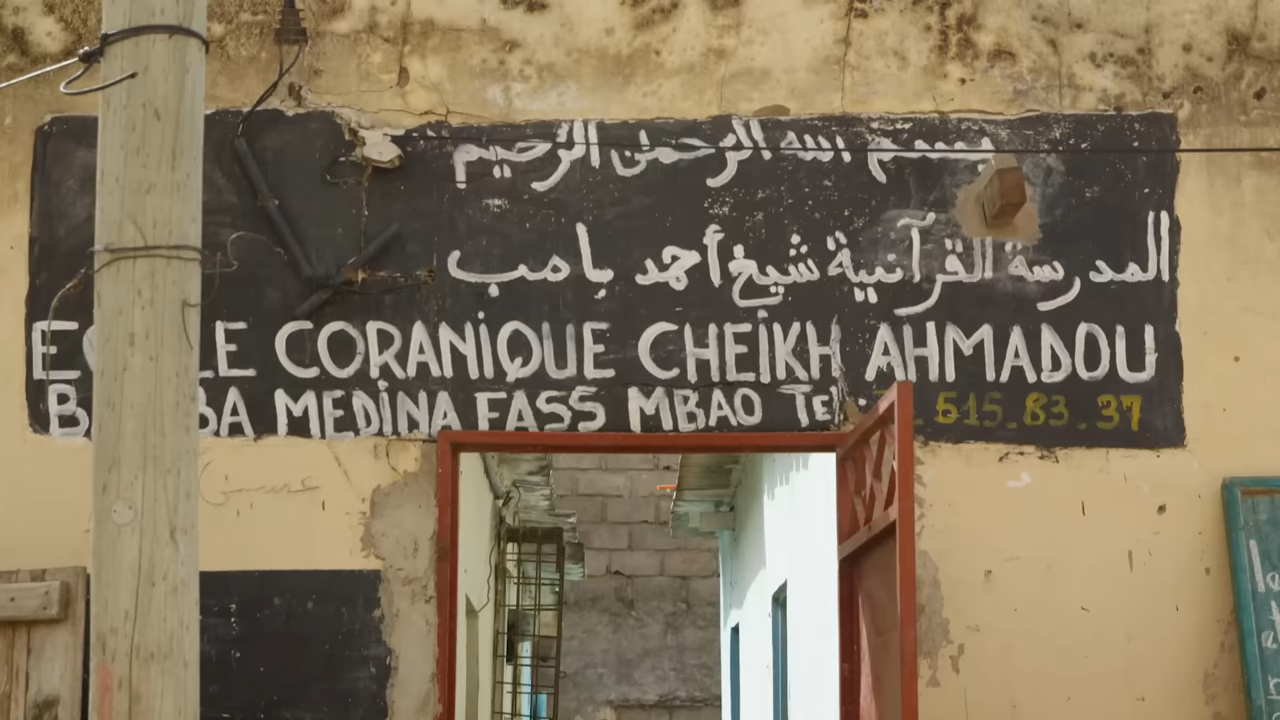 بسم الله الرحمن الرحيم
المدرسة القرآنية شيخ أحمد بامب
ECOLE CORANIQUE CHEIKH AHMADOU
BAMBA MEDINA FASS MBAO Tel: 515.83.37